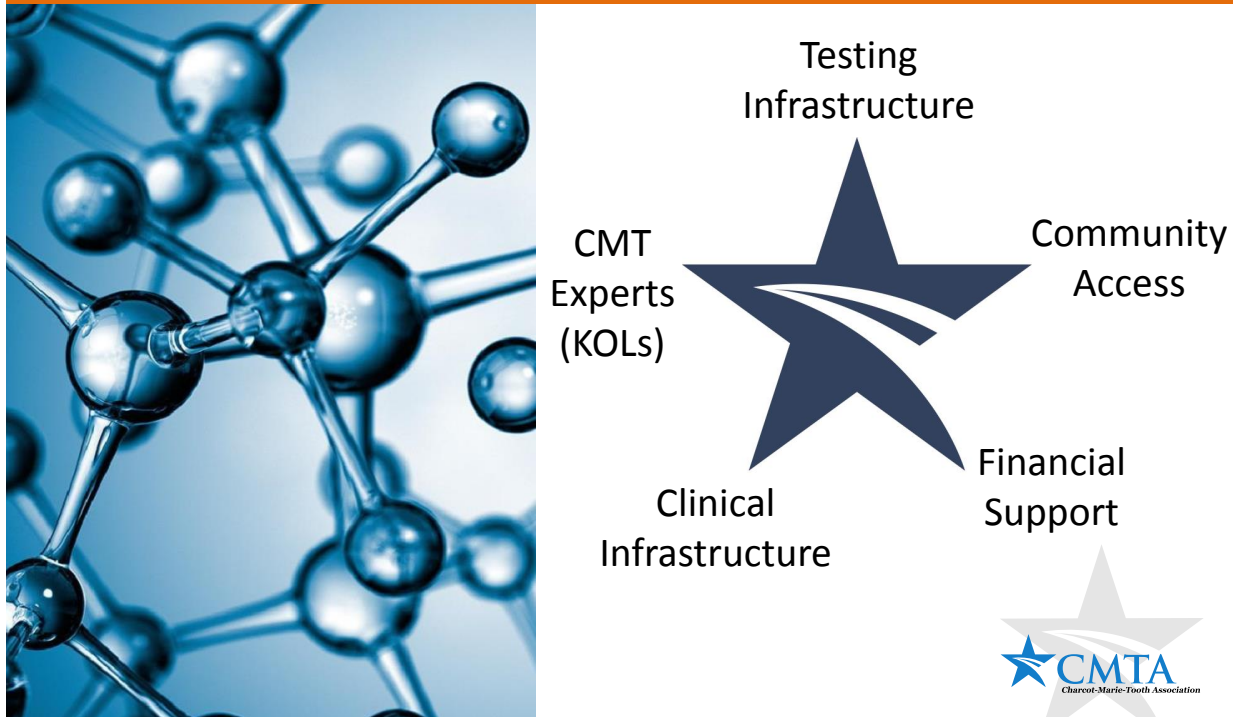 Testing
Infrastructure
Community
Access
CMT
Experts
(KOLs)
Financial
Support
Clinical
Infrastructure
CMTA
Charcot-Marie-Tooth Association